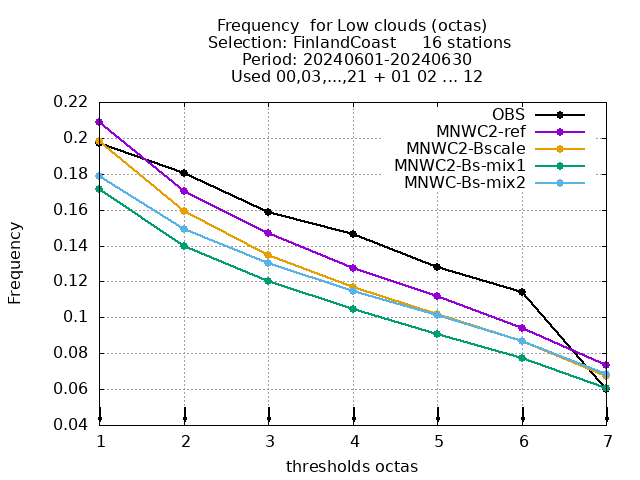 Frequency  for Low clouds (octas)
Selection: FinlandCoast     16 stations
Period: 20240601-20240630
Used 00,03,...,21 + 01 02 ... 12
OBS
MNWC2-ref
MNWC2-Bscale
MNWC2-Bs-mix1
MNWC-Bs-mix2
Frequency
0.22
0.2
0.18
0.16
0.14
0.12
0.1
0.08
0.06
0.04
1 2 3 4 5 6 7
thresholds octas